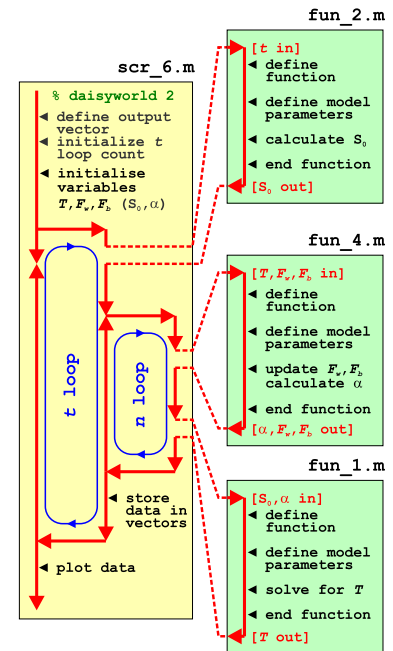 scr_6.m
% daisyworld 2
◄ define output
vector
◄ initialize t
loop count
◄ initialise
variables
T,Fw,Fb (S₀,α)
t loop
n loop
◄ store
data in
vectors
◄ plot data
fun_2.m
[t in]
◄ define
function
◄ define model
parameters
◄ calculate S₀
◄ end function
[S₀ out]
fun_4.m
[T,Fw,Fb in]
◄ define
function
◄ define model
parameters
◄ update Fw,Fb
calculate α
◄ end function
[α,Fw,Fb out]
fun_1.m
[S₀,α in]
◄ define
function
◄ define model
parameters
◄ solve for T
◄ end function
[T out]